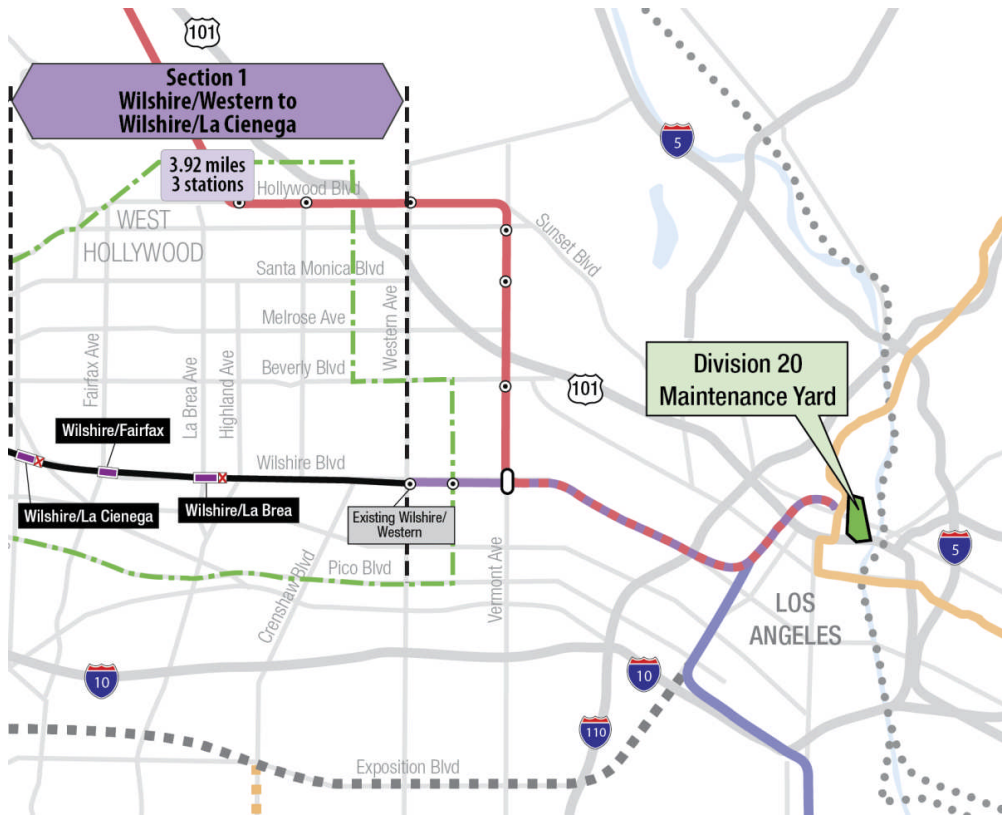 101
Section 1
Wilshire/Western to
Wilshire/La Cienega
3.92 miles
3 stations
Hollywood Blvd
WEST
HOLLYWOOD
Sunset Blvd
5
Santa Monica Blvd
Western Ave
Melrose Ave
Fairfax Ave
La Brea Ave
Highland Ave
Beverly Blvd
101
Division 20
Maintenance Yard
Wilshire/Fairfax
Wilshire Blvd
Wilshire/La Cienega
Wilshire/La Brea
Existing Wilshire/
Western
5
Pico Blvd
Crenshaw Blvd
Vermont Ave
LOS
ANGELES
10
10
110
Exposition Blvd